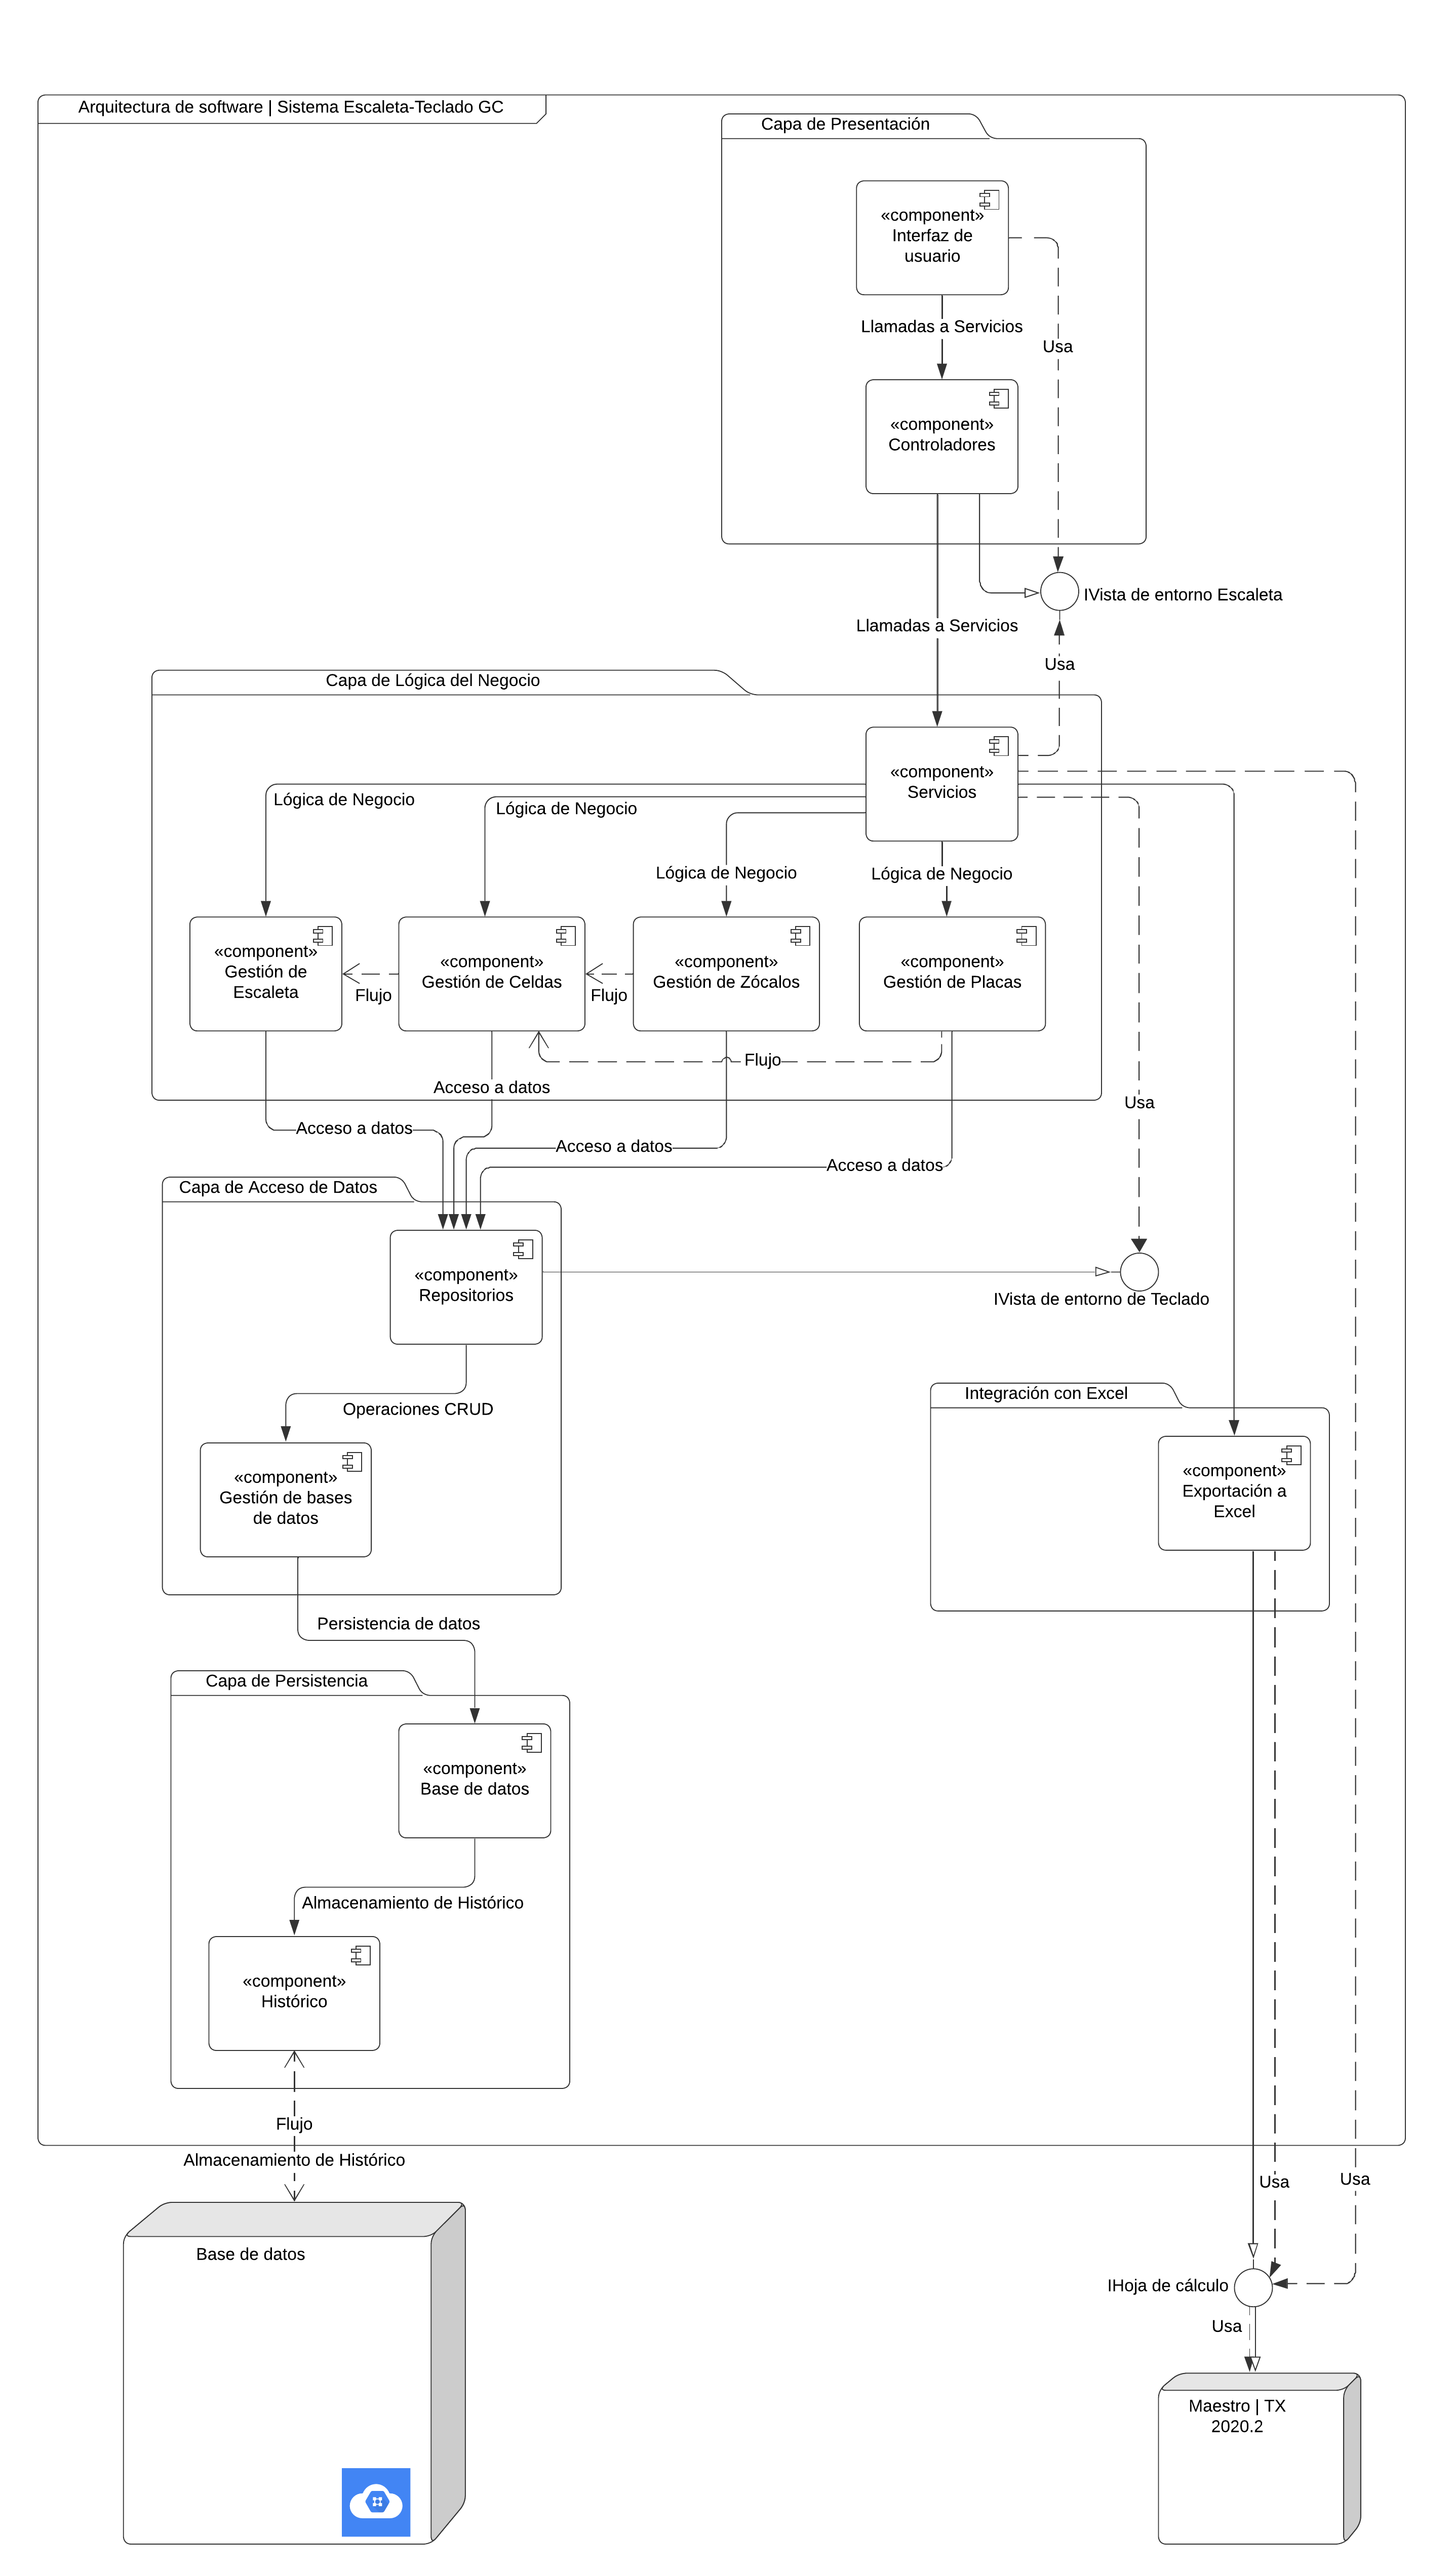 Arquitectura de software | Sistema Escaleta-Teclado GC
Capa de Presentación
«component»
Interfaz de
usuario
Llamadas a Servicios
Usa
«component»
Controladores
IVista de entorno Escaleta
Llamadas a Servicios
Usa
Capa de Lógica del Negocio
«component»
Servicios
Lógica de Negocio
Lógica de Negocio
Lógica de Negocio
Lógica de Negocio
«component»
Gestión de
Escaleta
Flujo
«component»
Gestión de Celdas
Flujo
«component»
Gestión de Zócalos
«component»
Gestión de Placas
Flujo
Acceso a datos
Usa
Acceso a datos
Acceso a datos
Acceso a datos
Capa de Acceso de Datos
«component»
Repositorios
IVista de entorno de Teclado
Operaciones CRUD
Integración con Excel
«component»
Gestión de bases
de datos
«component»
Exportación a
Excel
Persistencia de datos
Capa de Persistencia
«component»
Base de datos
Almacenamiento de Histórico
«component»
Histórico
Flujo
Almacenamiento de Histórico
Usa
Usa
Base de datos
IHoja de cálculo
Usa
Maestro | TX
2020.2